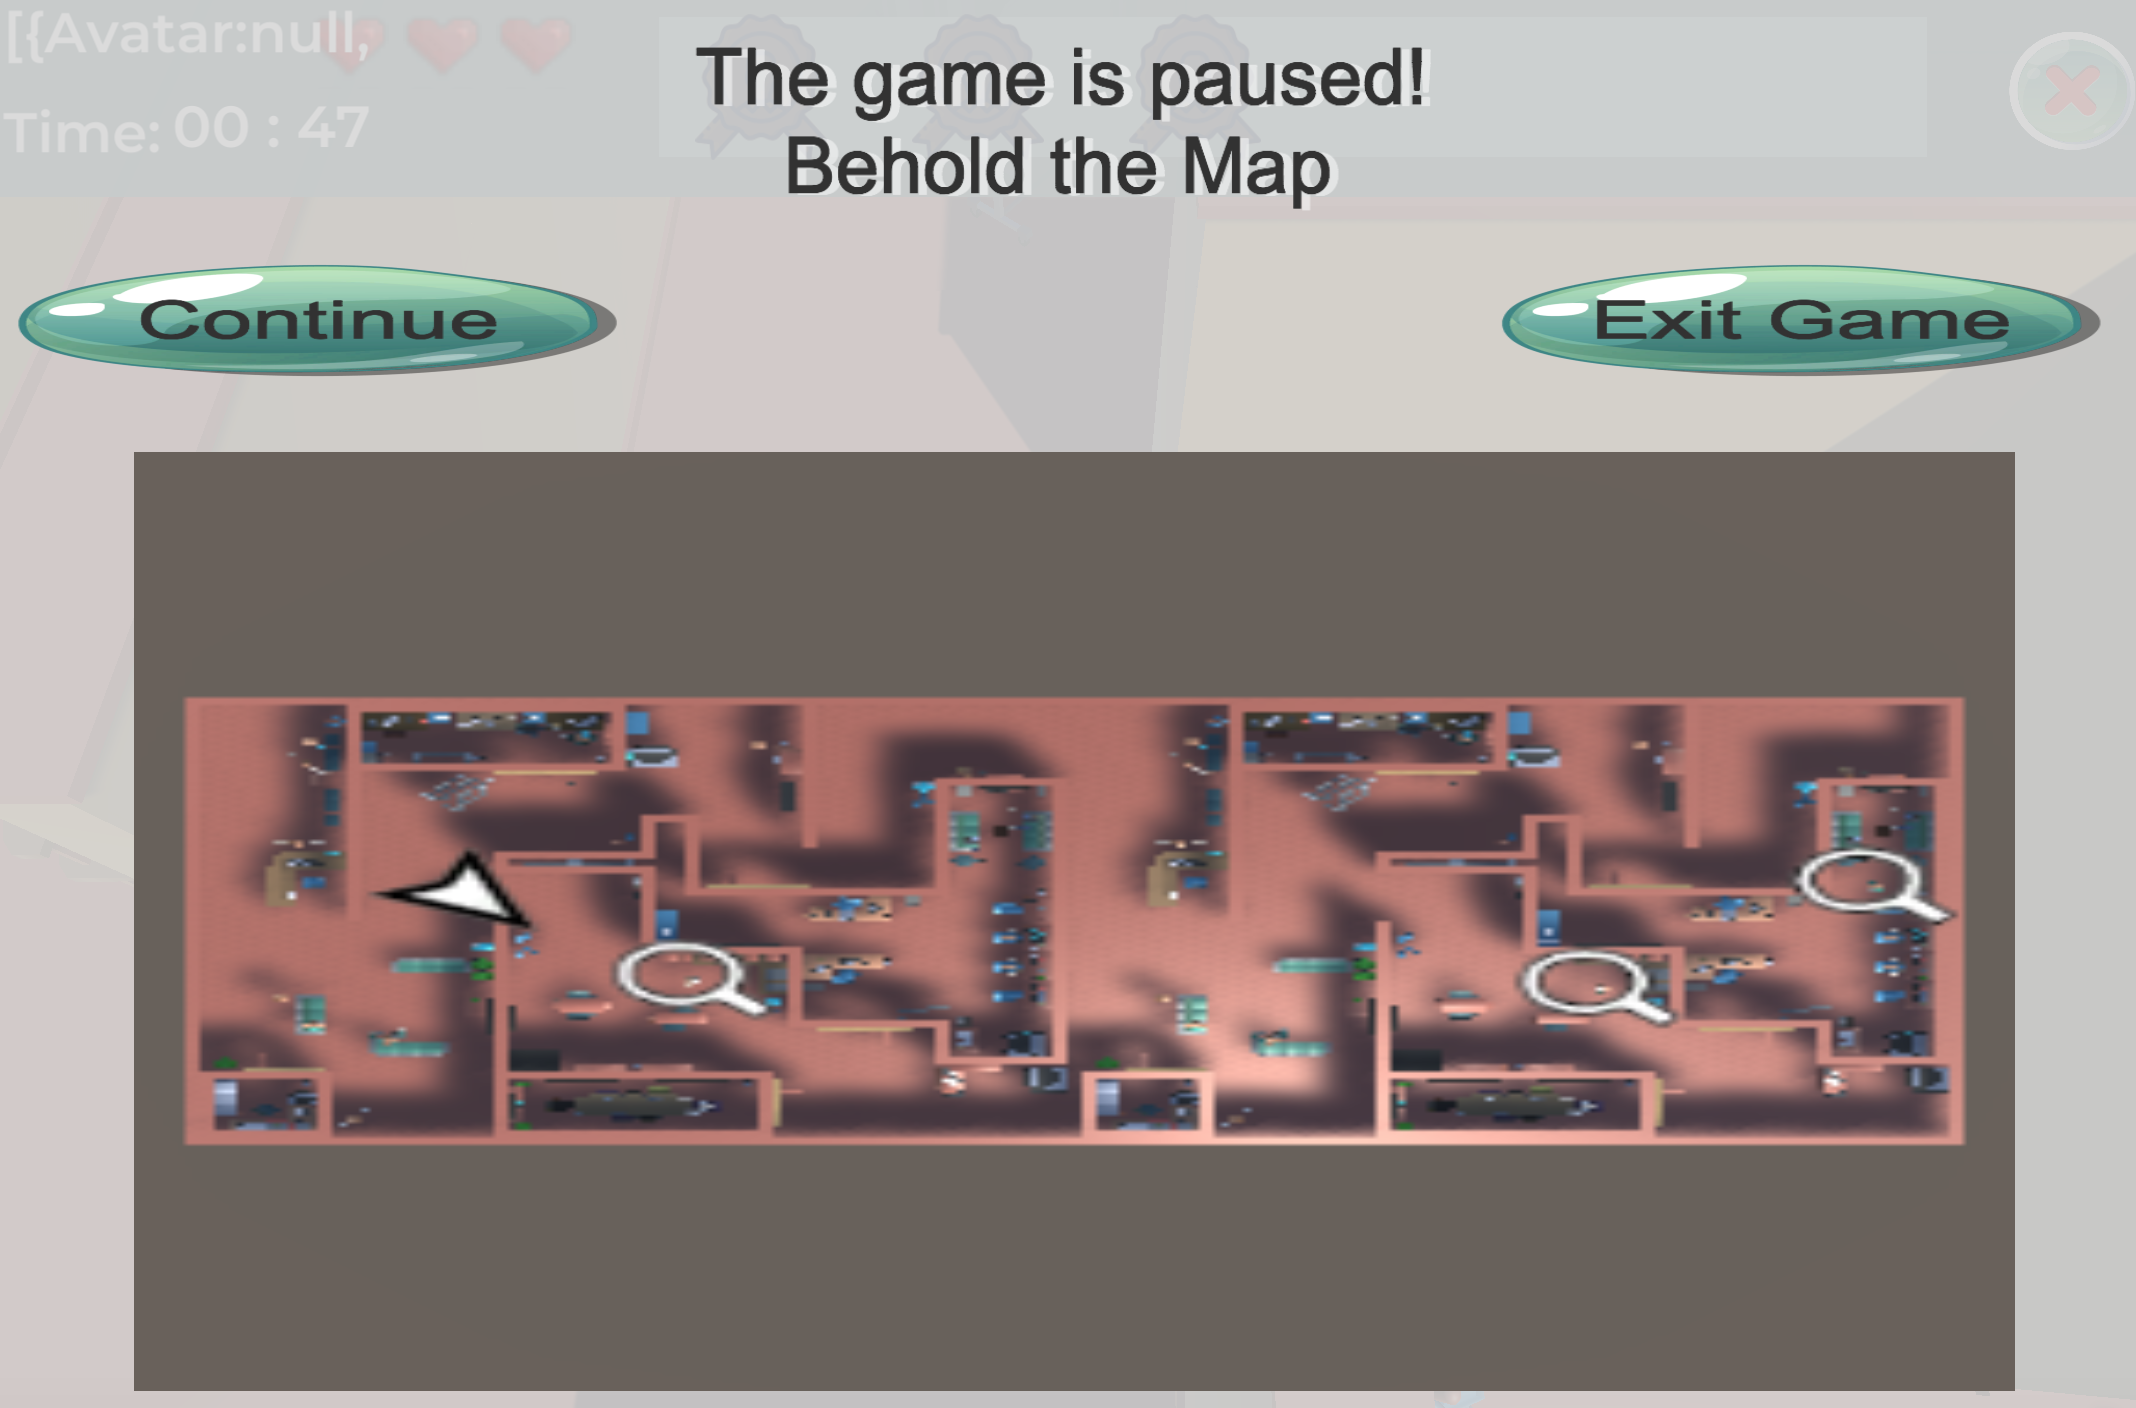 [{Avatar:null,
Time: 00 : 47
The game is paused!
Behold the Map
Continue
Exit Game